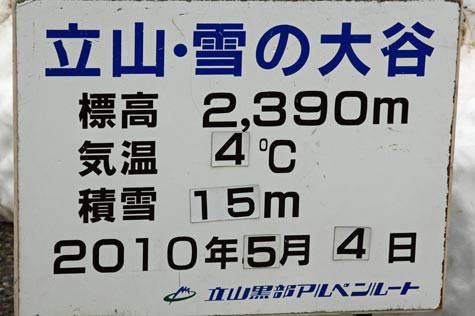 立山・雪の大谷
標高 2,390m
気温 4℃
積雪 15m
2010年5月4日
立山黒部アルペンルート